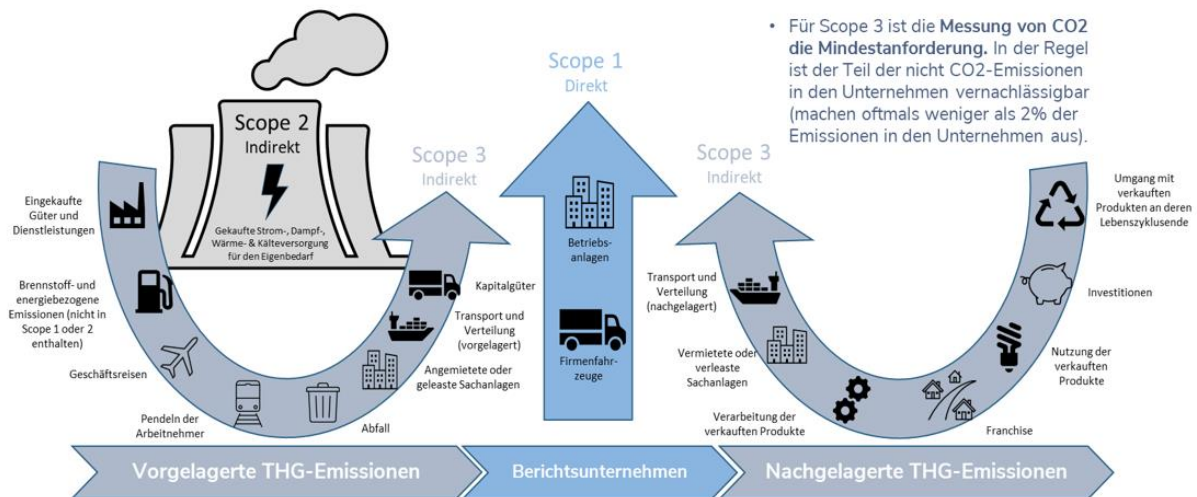 • Für Scope 3 ist die Messung von CO2
die Mindestanforderung. In der Regel
ist der Teil der nicht CO2-Emissionen
in den Unternehmen vernachlässigbar
(machen oftmals weniger als 2% der
Emissionen in den Unternehmen aus).
Scope 2
Indirekt
Gekaufte Strom-, Dampf-,
Wärme- & Kälteversorgung
für den Eigenbedarf
Scope 3
Indirekt
Eingekaufte
Güter und
Dienstleistungen
Brennstoff- und
energiebezogene
Emissionen (nicht in
Scope 1 oder 2
enthalten)
Geschäftsreisen
Pendeln der
Arbeitnehmer
Abfall
Angemietete oder
geleaste Sachanlagen
Transport und
Verteilung
(vorgelagert)
Kapitalgüter
Scope 1
Direkt
Betriebs-
anlagen
Firmenfahr-
zeuge
Scope 3
Indirekt
Transport und
Verteilung
(nachgelagert)
Vermietete oder
verleaste
Sachanlagen
Verarbeitung der
verkauften Produkte
Franchise
Nutzung der
verkauften
Produkte
Investitionen
Umgang mit
verkauften
Produkten an deren
Lebenszyklusende
Vorgelagerte THG-Emissionen
Berichtsunternehmen
Nachgelagerte THG-Emissionen